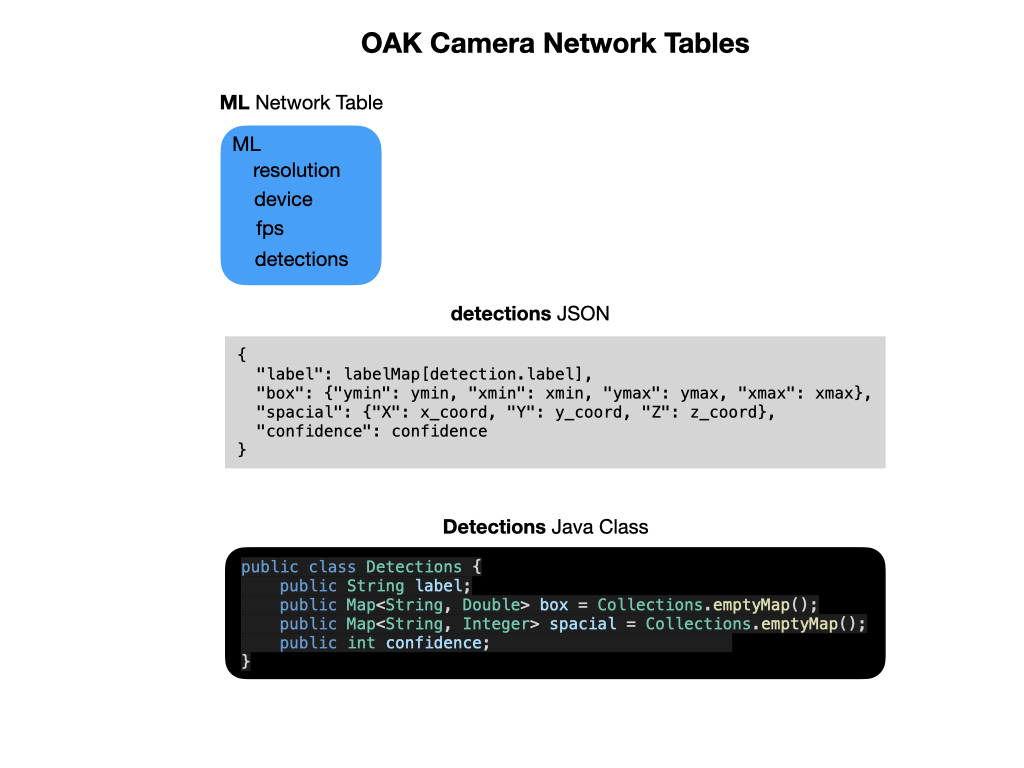 OAK Camera Network Tables
ML Network Table
ML
resolution
device
fps
detections
detections JSON
{
  "label": labelMap[detection.label],
  "box": {"ymin": ymin, "xmin": xmin, "ymax": ymax, "xmax": xmax},
  "spacial": {"X": x_coord, "Y": y_coord, "Z": z_coord},
  "confidence": confidence
}
Detections Java Class
public class Detections {
    public String label;
    public Map<String, Double> box = Collections.emptyMap();
    public Map<String, Integer> spacial = Collections.emptyMap();
    public int confidence;
}